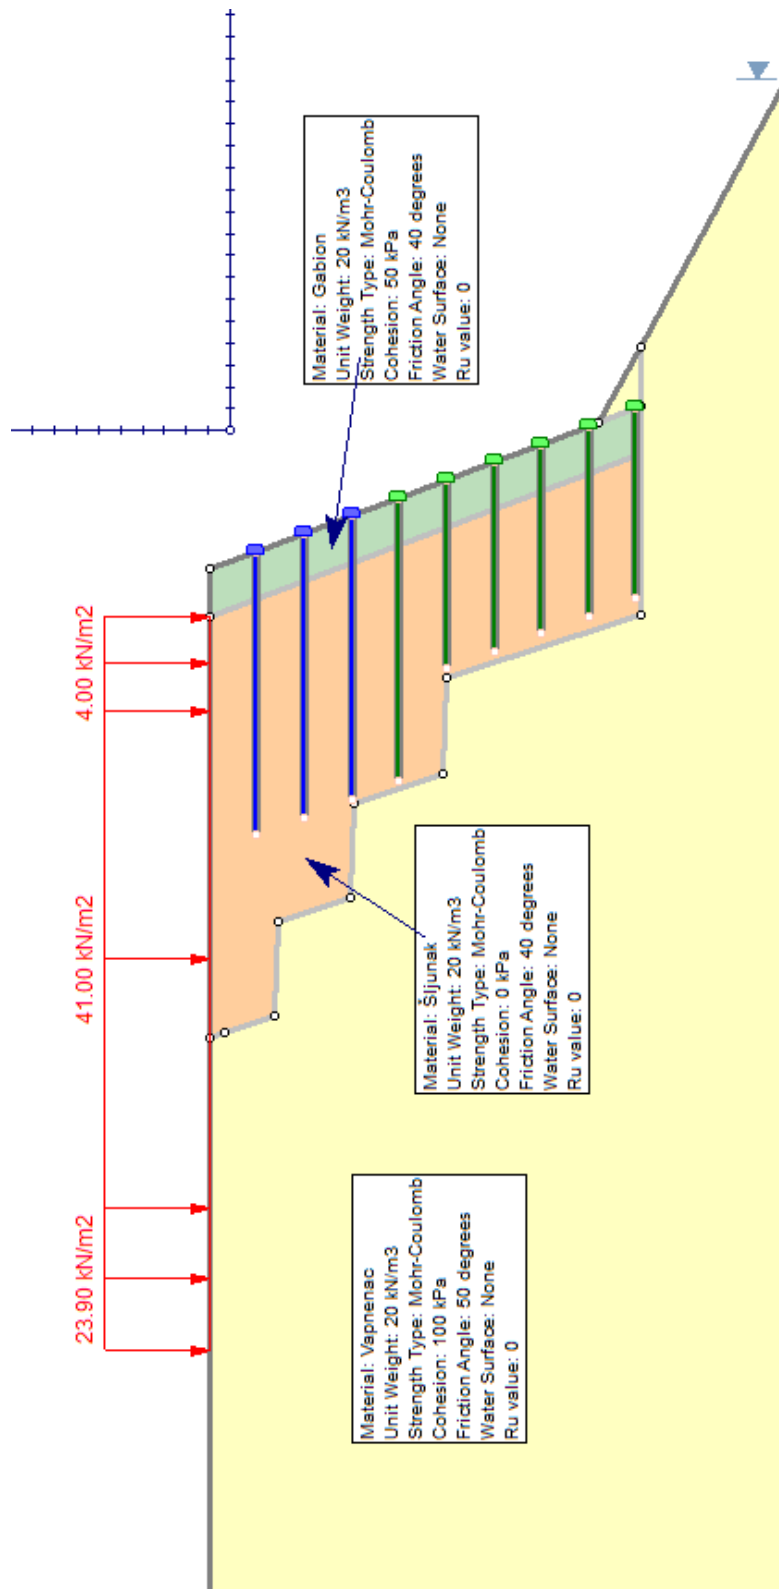 Material: Gabion
Unit Weight: 20 kN/m3
Strength Type: Mohr-Coulomb
Cohesion: 50 kPa
Friction Angle: 40 degrees
Water Surface: None
Ru value: 0
4.00 kN/m2
41.00 kN/m2
23.90 kN/m2
Material: Šljunak
Unit Weight: 20 kN/m3
Strength Type: Mohr-Coulomb
Cohesion: 0 kPa
Friction Angle: 40 degrees
Water Surface: None
Ru value: 0
Material: Vapnenac
Unit Weight: 20 kN/m3
Strength Type: Mohr-Coulomb
Cohesion: 100 kPa
Friction Angle: 50 degrees
Water Surface: None
Ru value: 0